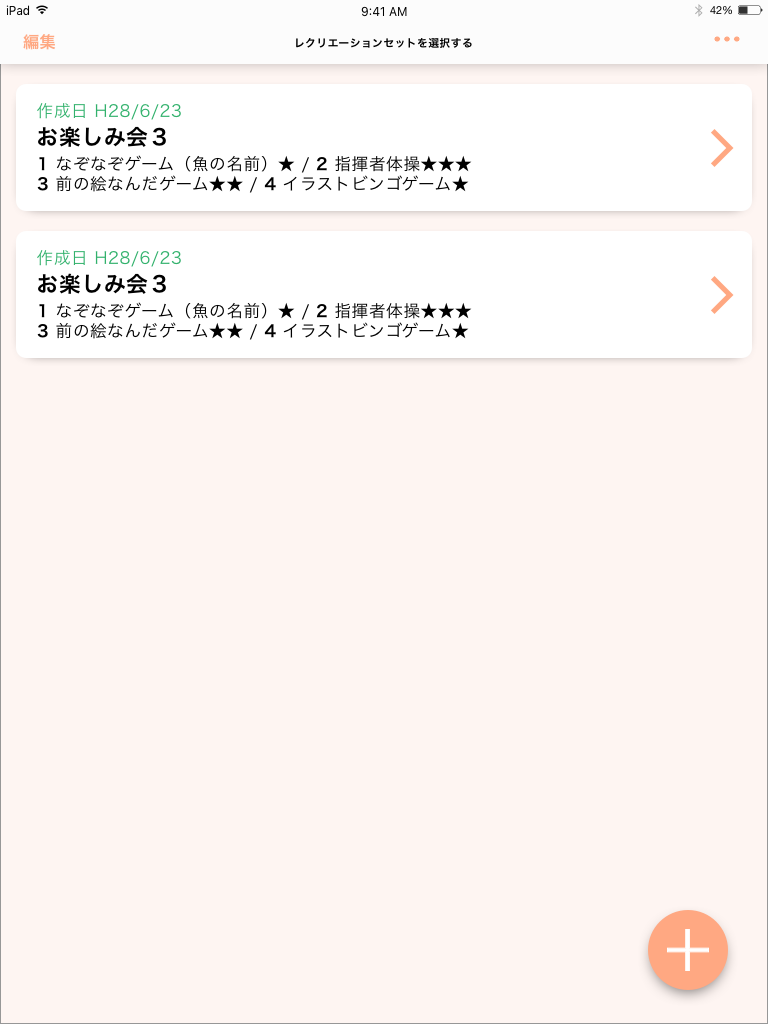 iPad 9:41 AM 42%
編集 レクリエーションセットを選択する
作成日 H28/6/23
お楽しみ会３
1 なぞなぞゲーム（魚の名前）★ / 2 指揮者体操★★★
3 前の絵なんだゲーム★★ / 4 イラストビンゴゲーム★
作成日 H28/6/23
お楽しみ会３
1 なぞなぞゲーム（魚の名前）★ / 2 指揮者体操★★★
3 前の絵なんだゲーム★★ / 4 イラストビンゴゲーム★